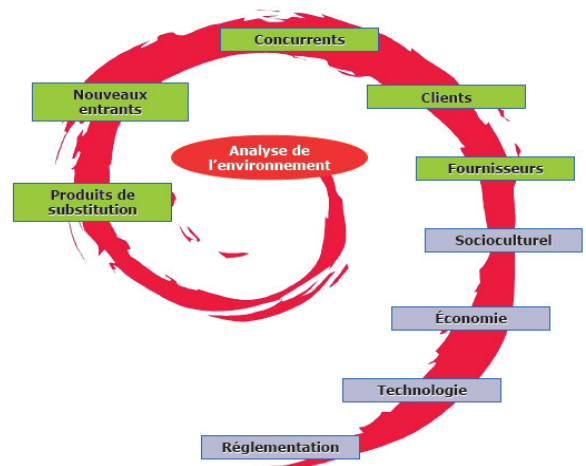 Concurrents
Nouveaux
entrants
Clients
Analyse de
l'environnement
Fournisseurs
Produits de
substitution
Socioculturel
Économie
Technologie
Réglementation